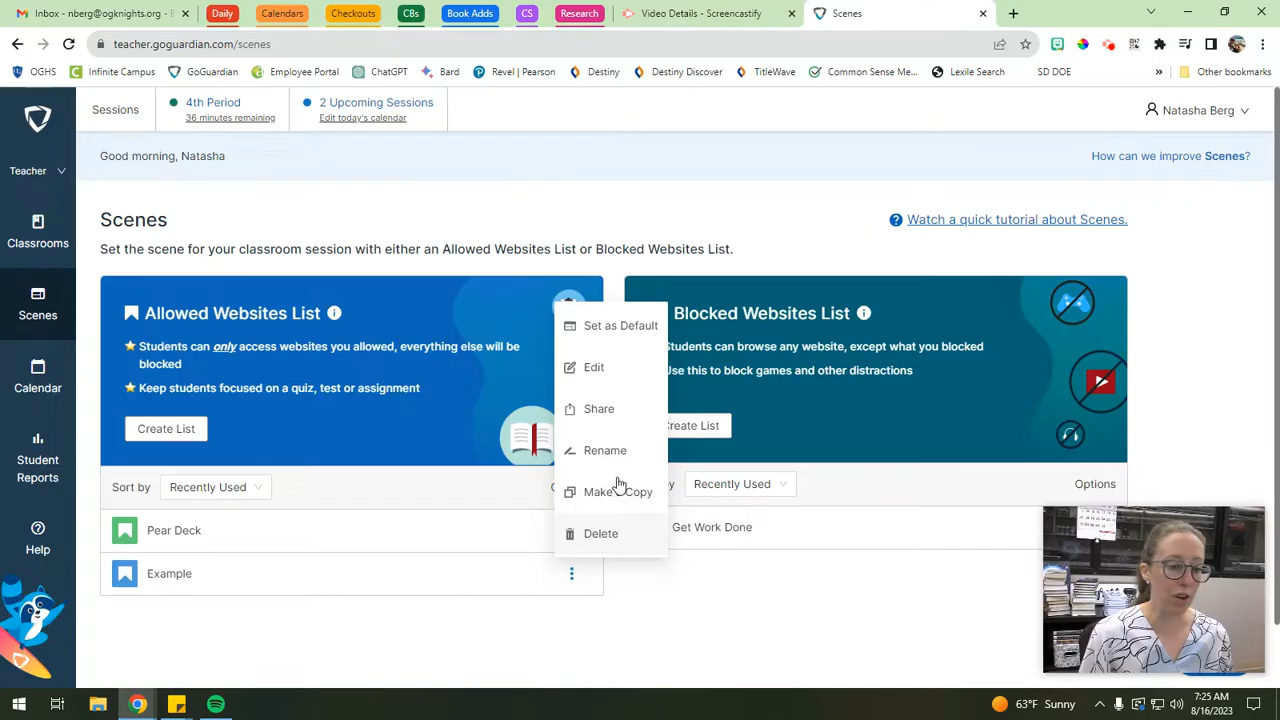 Inbox - nberg@ogknights.org
Daily
Calendars
Checkouts
CBs
Book Adds
CS
Research
Video Details - Screencastify
Scenes
teacher.goguardian.com/scenes
OGHS
Infinite Campus
GoGuardian
Employee Portal
ChatGPT
Bard
Revel | Pearson
Destiny
Destiny Discover
TitleWave
Common Sense Me...
Lexile Search
SD DOE
»
Other bookmarks
Sessions
4th Period
36 minutes remaining
2 Upcoming Sessions
Edit today's calendar
Natasha Berg
Teacher
Classrooms
Scenes
Calendar
Student
Reports
Help
Good morning, Natasha
How can we improve Scenes?
Scenes
? Watch a quick tutorial about Scenes.
Set the scene for your classroom session with either an Allowed Websites List or Blocked Websites List.
Allowed Websites List i
Students can only access websites you allowed, everything else will be
blocked
Keep students focused on a quiz, test or assignment
Create List
Sort by Recently Used
Pear Deck
Example
Set as Default
Edit
Share
Rename
Make Copy
Delete
Blocked Websites List i
Students can browse any website, except what you blocked
Use this to block games and other distractions
Create List
Recently Used
Options
Get Work Done
63°F Sunny
7:25 AM
8/16/2023